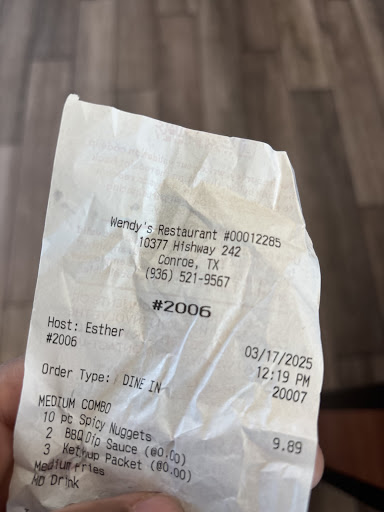 Wendy's Restaurant #00012285
10377 Highway 242
Conroe, TX
(936) 521-9567
#2006
Host: Esther
03/17/2025
#2006
12:19 PM
20007
Order Type: DINE IN
MEDIUM COMBO
9.89
10 pc Spicy Nuggets
2 BBQ Dip Sauce (@0.00)
3 Ketchup Packet (@0.00)
Medium Fries
MD Drink